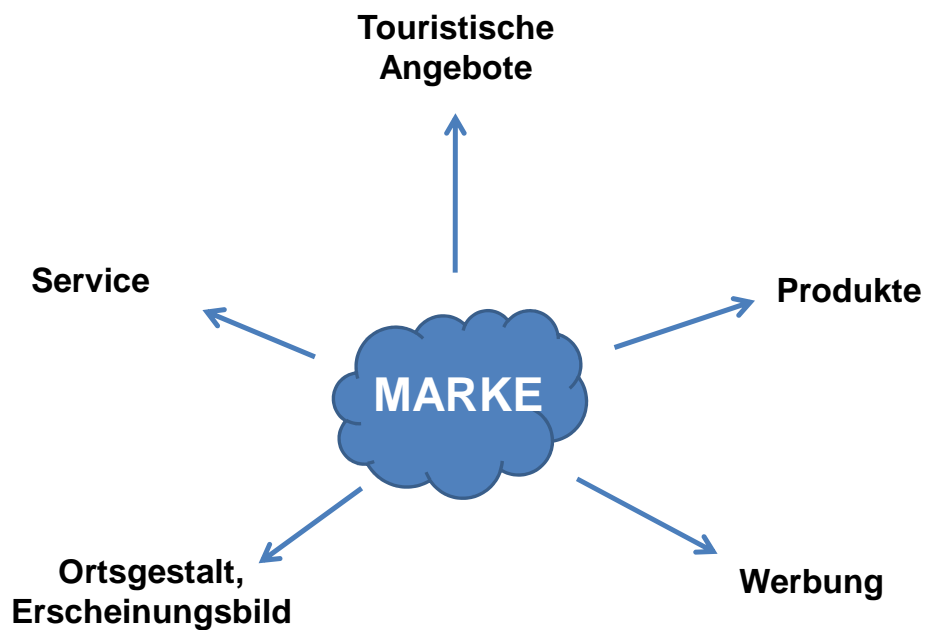 Touristische
Angebote
Service
Produkte
MARKE
Ortsgestalt,
Erscheinungsbild
Werbung